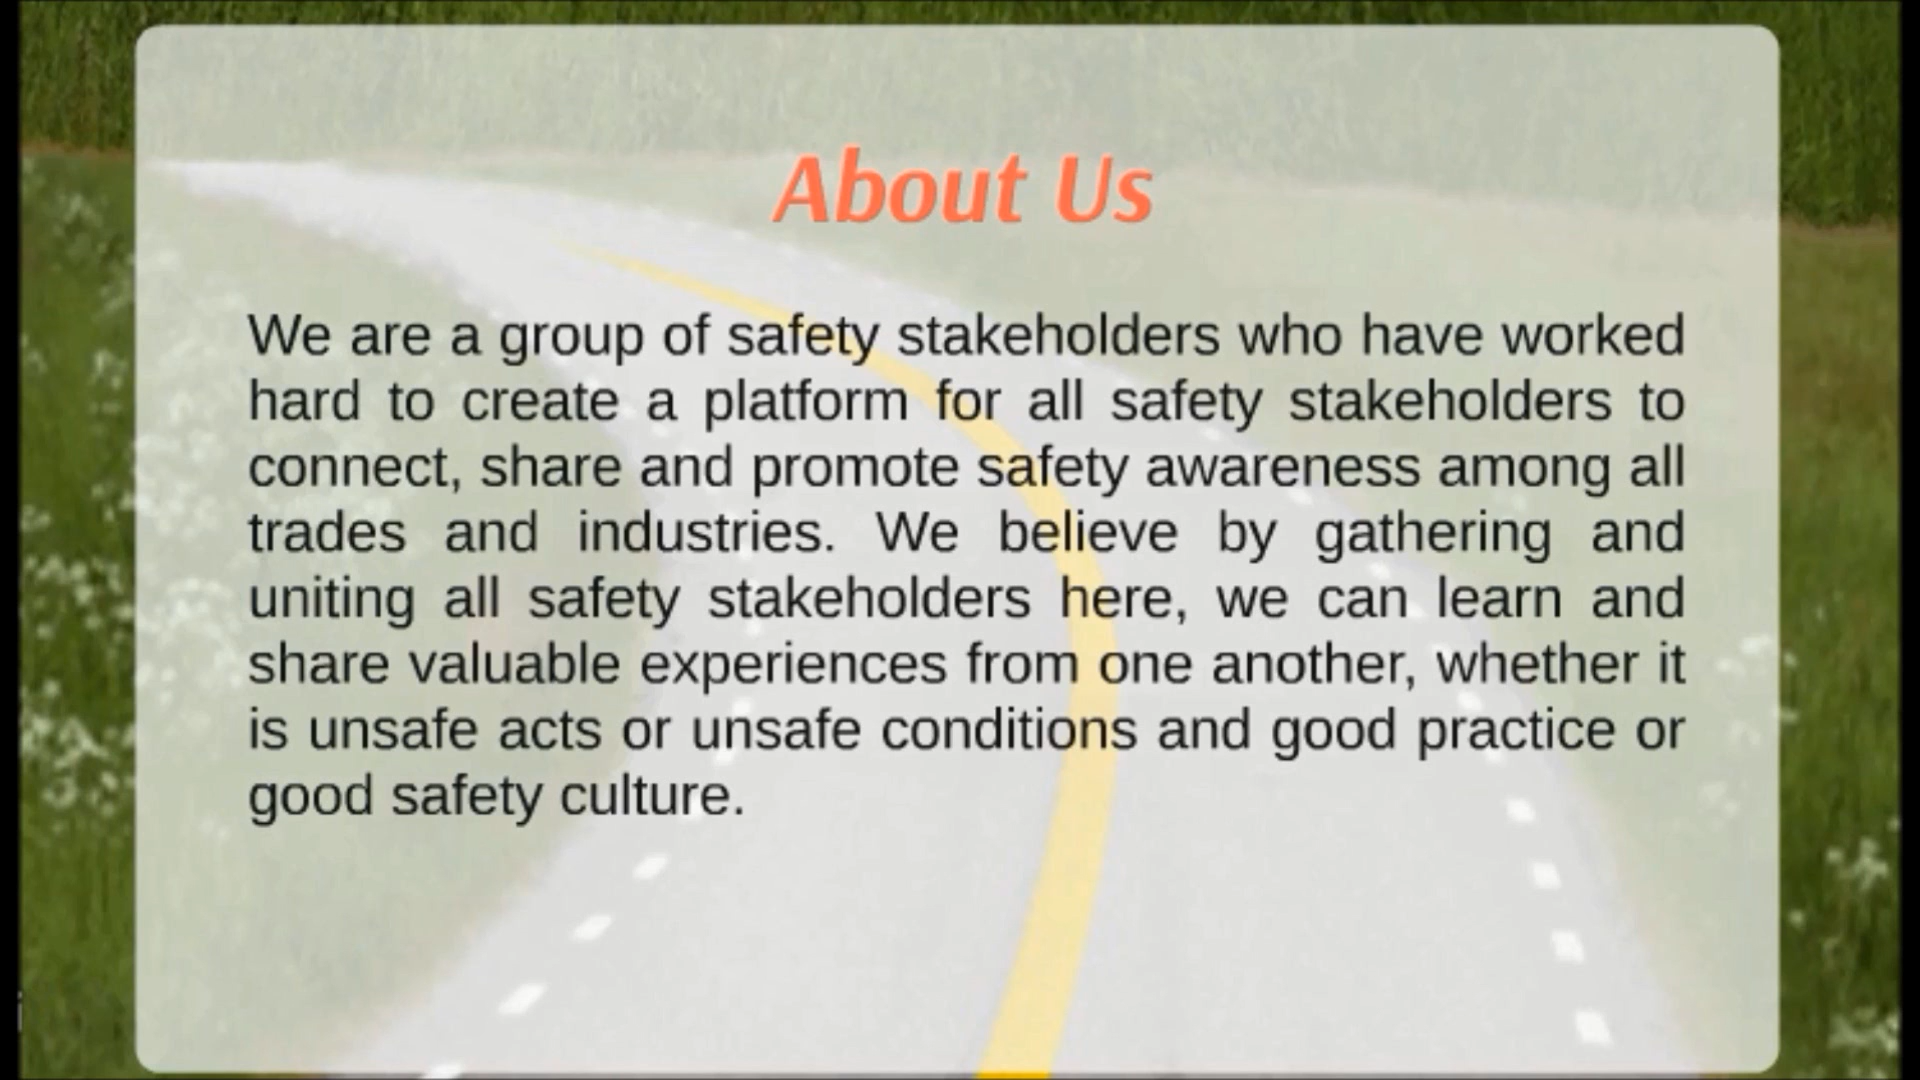 About Us
We are a group of safety stakeholders who have worked
hard to create a platform for all safety stakeholders to
connect, share and promote safety awareness among all
trades and industries. We believe by gathering and
uniting all safety stakeholders here, we can learn and
share valuable experiences from one another, whether it
is unsafe acts or unsafe conditions and good practice or
good safety culture.